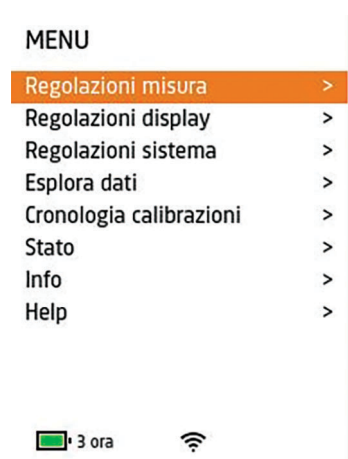 MENU
Regolazioni misura >
Regolazioni display >
Regolazioni sistema >
Esplora dati >
Cronologia calibrazioni >
Stato >
Info >
Help >
3 ora